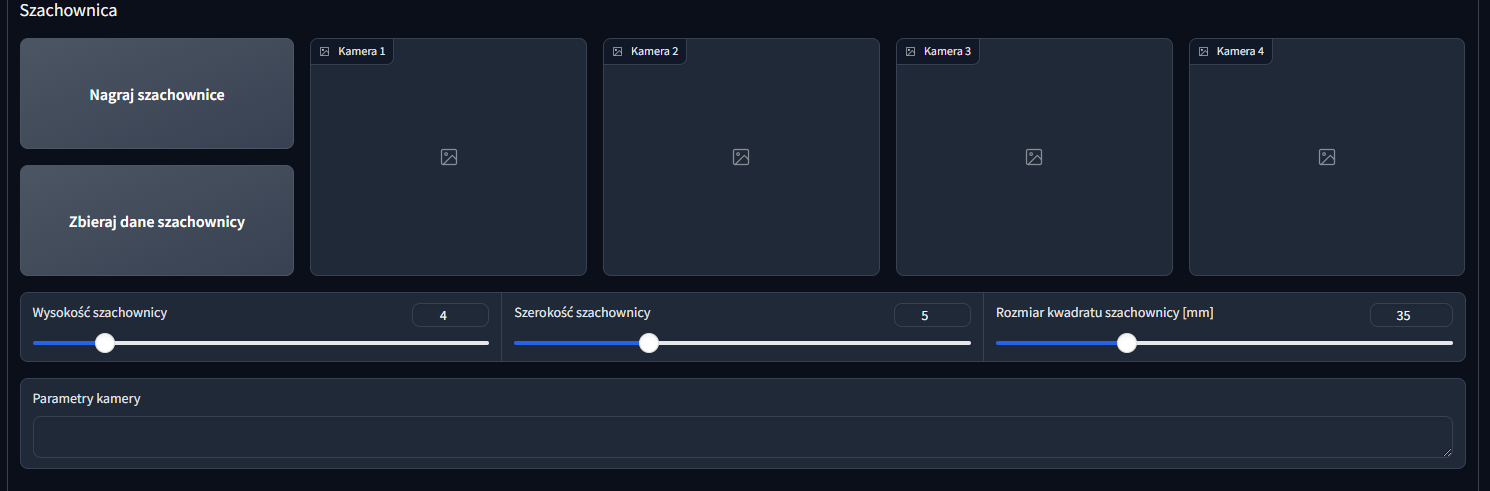 Szachownica
Nagraj szachownice
Zbieraj dane szachownicy
Kamera 1
Kamera 2
Kamera 3
Kamera 4
Wysokość szachownicy
4
Szerokość szachownicy
5
Rozmiar kwadratu szachownicy [mm]
35
Parametry kamery